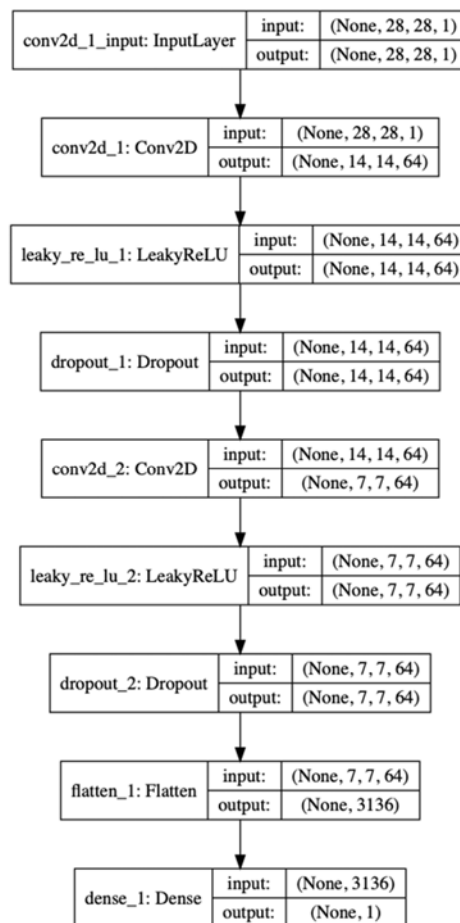 conv2d_1_input: InputLayer
input: (None, 28, 28, 1)
output: (None, 28, 28, 1)
conv2d_1: Conv2D
input: (None, 28, 28, 1)
output: (None, 14, 14, 64)
leaky_re_lu_1: LeakyReLU
input: (None, 14, 14, 64)
output: (None, 14, 14, 64)
dropout_1: Dropout
input: (None, 14, 14, 64)
output: (None, 14, 14, 64)
conv2d_2: Conv2D
input: (None, 14, 14, 64)
output: (None, 7, 7, 64)
leaky_re_lu_2: LeakyReLU
input: (None, 7, 7, 64)
output: (None, 7, 7, 64)
dropout_2: Dropout
input: (None, 7, 7, 64)
output: (None, 7, 7, 64)
flatten_1: Flatten
input: (None, 7, 7, 64)
output: (None, 3136)
dense_1: Dense
input: (None, 3136)
output: (None, 1)